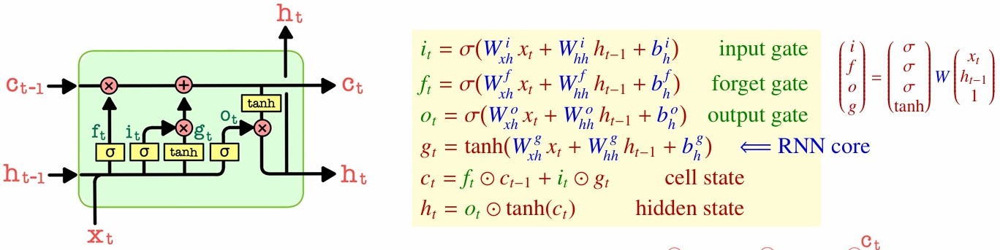 h_t
c_{t-1}
×
+
c_t
tanh
f_t
i_t
×
g_t
o_t
×
σ
σ
tanh
σ
h_{t-1}
h_t
x_t
i_t = σ(W^i_{xh} x_t + W^i_{hh} h_{t-1} + b^i_h) input gate
f_t = σ(W^f_{xh} x_t + W^f_{hh} h_{t-1} + b^f_h) forget gate
o_t = σ(W^o_{xh} x_t + W^o_{hh} h_{t-1} + b^o_h) output gate
g_t = tanh(W^g_{xh} x_t + W^g_{hh} h_{t-1} + b^g_h) ⟸ RNN core
c_t = f_t ⊙ c_{t-1} + i_t ⊙ g_t cell state
h_t = o_t ⊙ tanh(c_t) hidden state
(i f o g) = (σ σ σ tanh) W (x_t h_{t-1} 1)
c_t